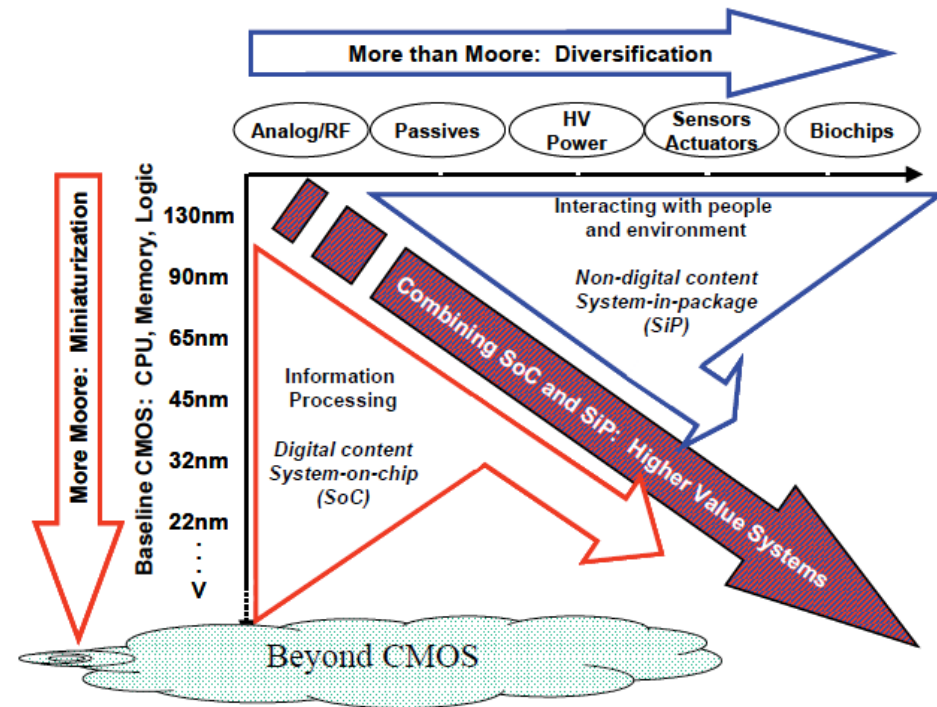 More than Moore: Diversification
Analog/RF
Passives
HV
Power
Sensors
Actuators
Biochips
More Moore: Miniaturization
Baseline CMOS: CPU, Memory, Logic
130nm
90nm
65nm
45nm
32nm
22nm
.
.
.
V
Interacting with people
and environment
Non-digital content
System-in-package
(SiP)
Combining SoC and SiP: Higher Value Systems
Information
Processing
Digital content
System-on-chip
(SoC)
Beyond CMOS